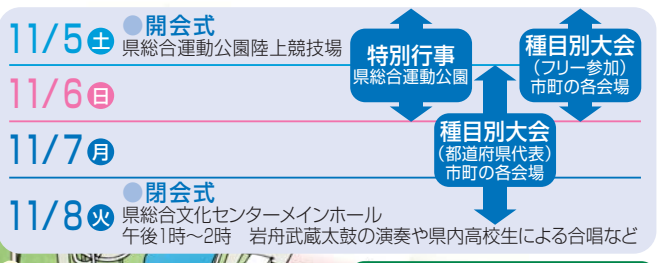 11/5土
●開会式
県総合運動公園陸上競技場
特別行事
県総合運動公園
種目別大会
(フリー参加)
市町の各会場
11/6日
11/7月
種目別大会
(都道府県代表)
市町の各会場
11/8火
●閉会式
県総合文化センターメインホール
午後1時~2時 岩舟武蔵太鼓の演奏や県内高校生による合唱など